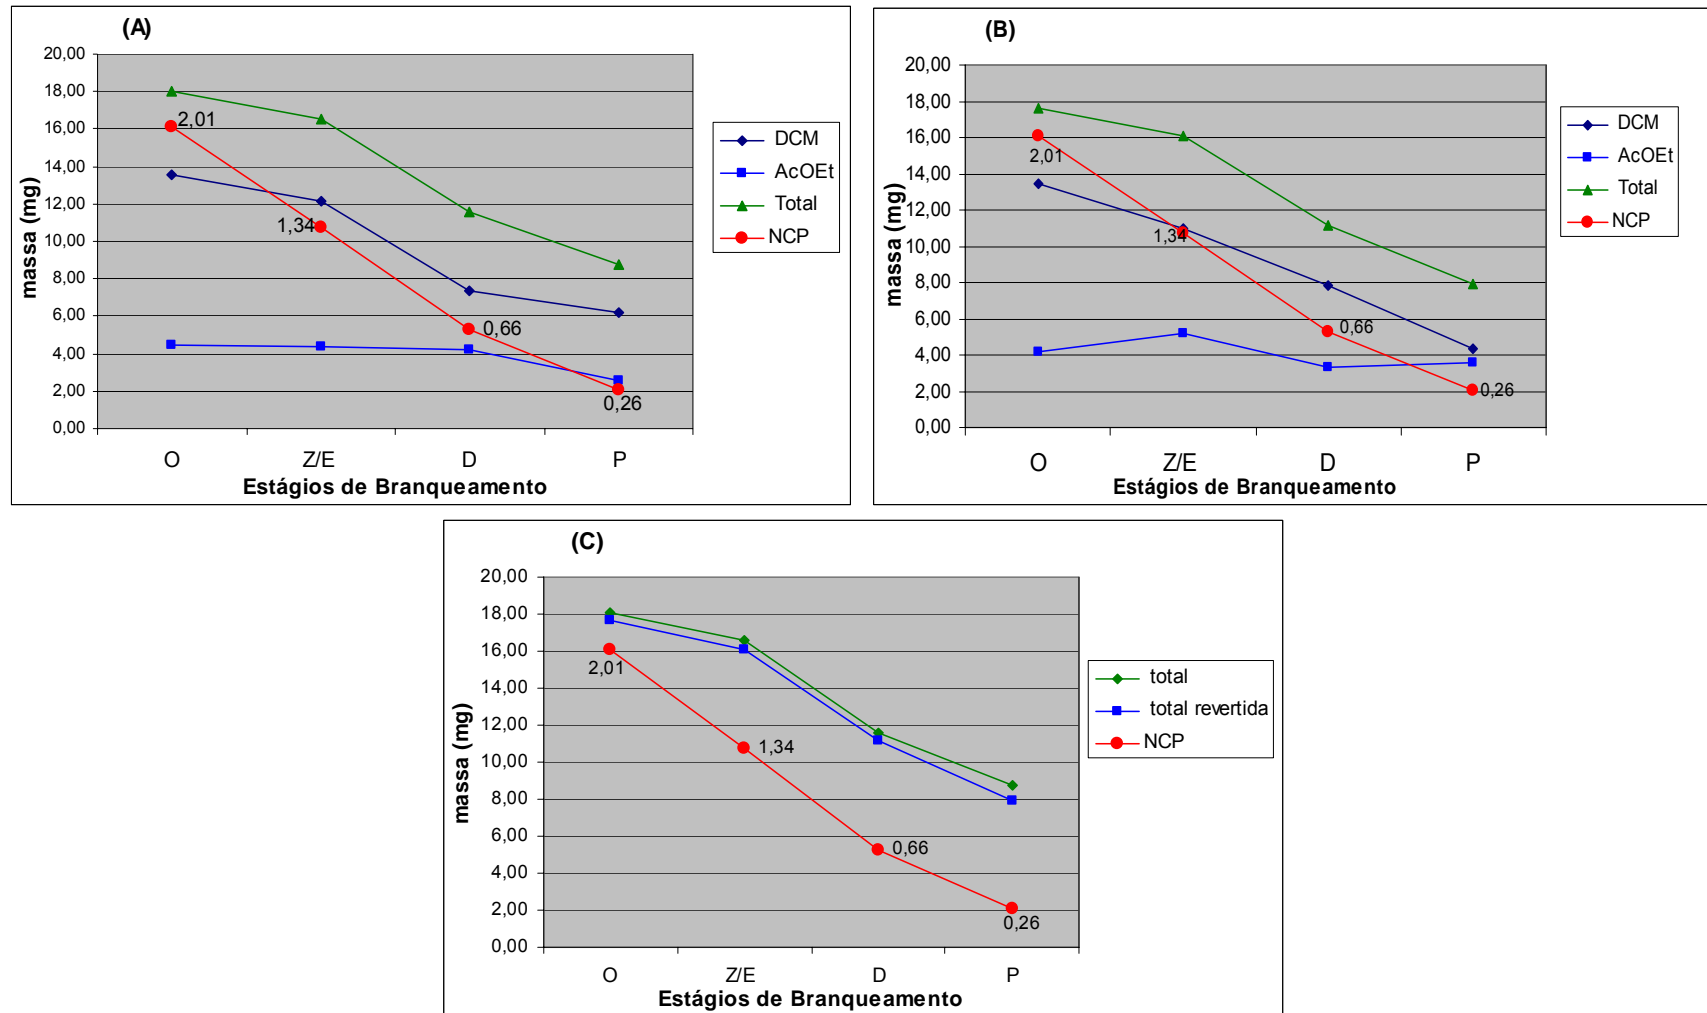 (A)
20,00
18,00
16,00
14,00
12,00
10,00
8,00
6,00
4,00
2,00
0,00
massa (mg)
2,01
1,34
0,66
0,26
O Z/E D P
Estágios de Branqueamento
DCM
AcOEt
Total
NCP
(B)
20,00
18,00
16,00
14,00
12,00
10,00
8,00
6,00
4,00
2,00
0,00
massa (mg)
2,01
1,34
0,66
0,26
O Z/E D P
Estágios de Branqueamento
DCM
AcOEt
Total
NCP
(C)
20,00
18,00
16,00
14,00
12,00
10,00
8,00
6,00
4,00
2,00
0,00
massa (mg)
2,01
1,34
0,66
0,26
O Z/E D P
Estágios de Branqueamento
total
total revertida
NCP